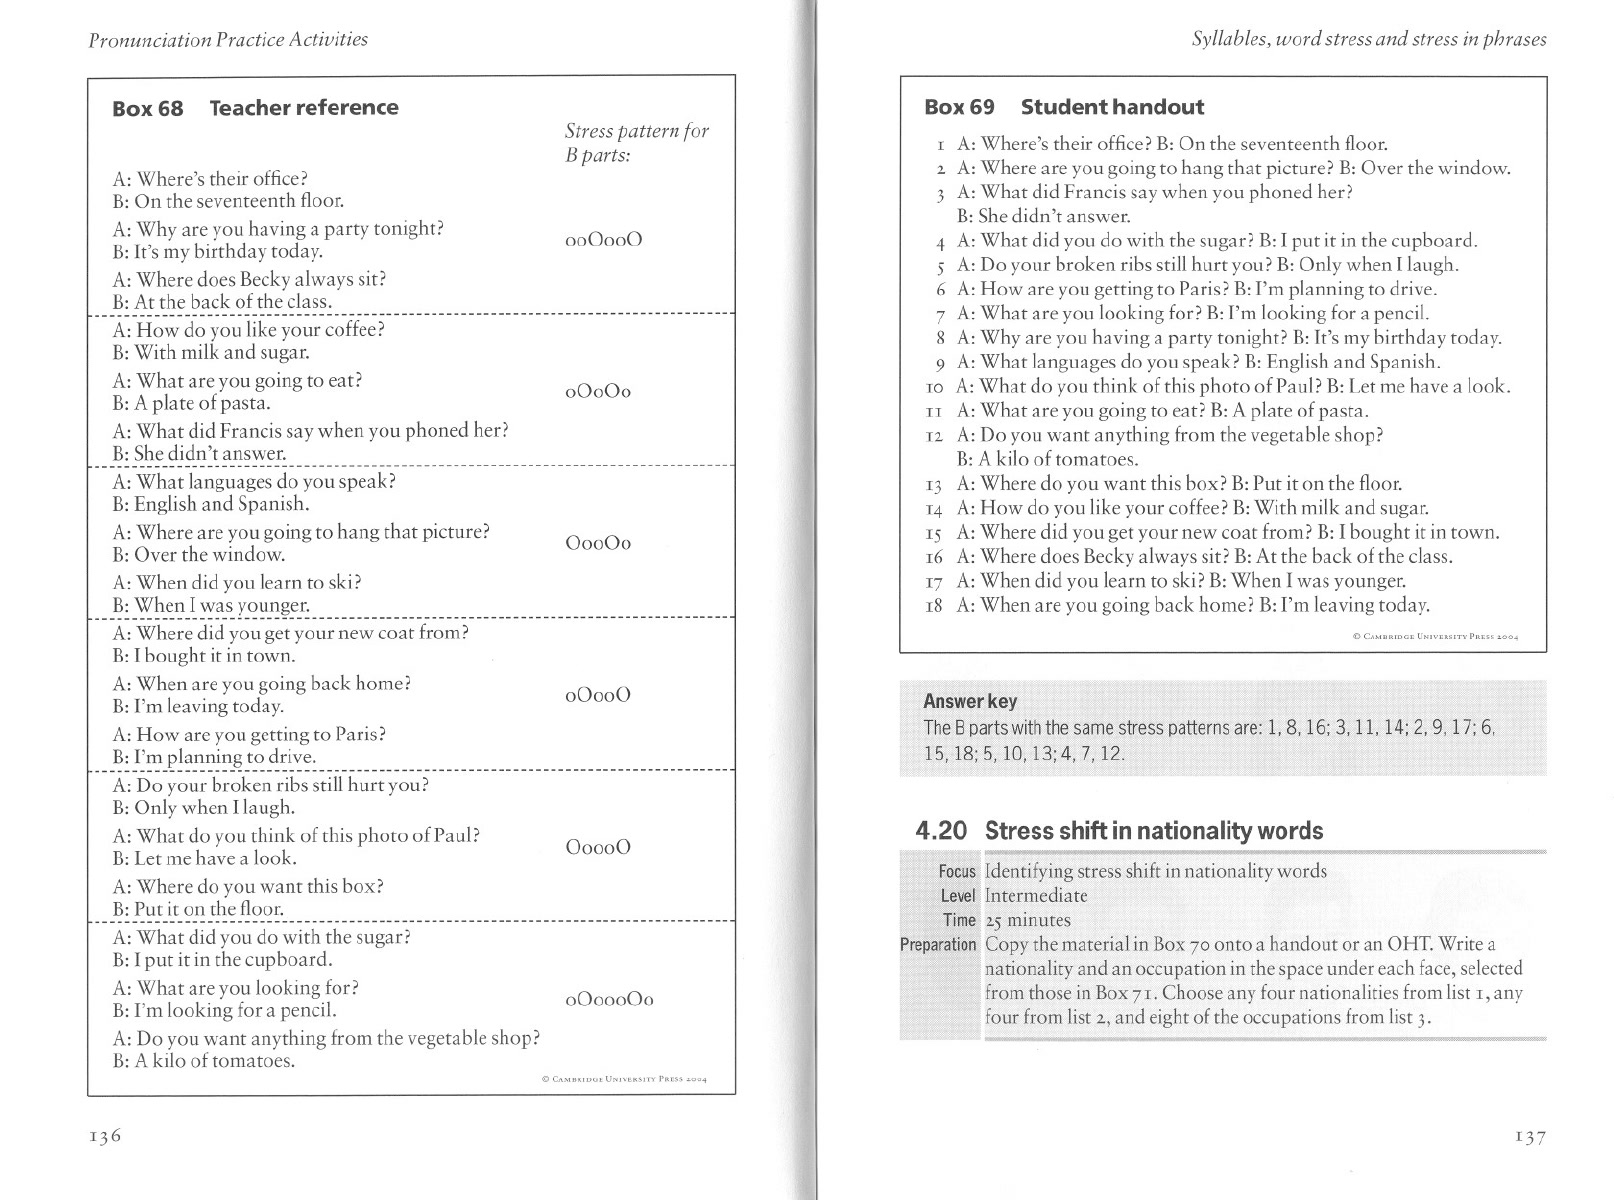 Pronunciation Practice Activities
Box 68 Teacher reference
Stress pattern for
B parts:
A: Where's their office?
B: On the seventeenth floor.
A: Why are you having a party tonight?
B: It's my birthday today.
ooOooO
A: Where does Becky always sit?
B: At the back of the class.
A: How do you like your coffee?
B: With milk and sugar.
A: What are you going to eat?
B: A plate of pasta.
oOoOo
A: What did Francis say when you phoned her?
B: She didn't answer.
A: What languages do you speak?
B: English and Spanish.
A: Where are you going to hang that picture?
B: Over the window.
OooOo
A: When did you learn to ski?
B: When I was younger.
A: Where did you get your new coat from?
B: I bought it in town.
A: When are you going back home?
B: I'm leaving today.
oOooO
A: How are you getting to Paris?
B: I'm planning to drive.
A: Do your broken ribs still hurt you?
B: Only when I laugh.
A: What do you think of this photo of Paul?
B: Let me have a look.
OoooO
A: Where do you want this box?
B: Put it on the floor.
A: What did you do with the sugar?
B: I put it in the cupboard.
A: What are you looking for?
B: I'm looking for a pencil.
oOoooOo
A: Do you want anything from the vegetable shop?
B: A kilo of tomatoes.
© CAMBRIDGE UNIVERSITY PRESS 2004
136
Syllables, word stress and stress in phrases
Box 69 Student handout
1 A: Where's their office? B: On the seventeenth floor.
2 A: Where are you going to hang that picture? B: Over the window.
3 A: What did Francis say when you phoned her?
B: She didn't answer.
4 A: What did you do with the sugar? B: I put it in the cupboard.
5 A: Do your broken ribs still hurt you? B: Only when I laugh.
6 A: How are you getting to Paris? B: I'm planning to drive.
7 A: What are you looking for? B: I'm looking for a pencil.
8 A: Why are you having a party tonight? B: It's my birthday today.
9 A: What languages do you speak? B: English and Spanish.
10 A: What do you think of this photo of Paul? B: Let me have a look.
11 A: What are you going to eat? B: A plate of pasta.
12 A: Do you want anything from the vegetable shop?
B: A kilo of tomatoes.
13 A: Where do you want this box? B: Put it on the floor.
14 A: How do you like your coffee? B: With milk and sugar.
15 A: Where did you get your new coat from? B: I bought it in town.
16 A: Where does Becky always sit? B: At the back of the class.
17 A: When did you learn to ski? B: When I was younger.
18 A: When are you going back home? B: I'm leaving today.
© CAMBRIDGE UNIVERSITY PRESS 2004
Answer key
The B parts with the same stress patterns are: 1, 8, 16; 3, 11, 14; 2, 9, 17; 6,
15, 18; 5, 10, 13; 4, 7, 12.
4.20 Stress shift in nationality words
Focus Identifying stress shift in nationality words
Level Intermediate
Time 25 minutes
Preparation Copy the material in Box 70 onto a handout or an OHT. Write a
nationality and an occupation in the space under each face, selected
from those in Box 71. Choose any four nationalities from list 1, any
four from list 2, and eight of the occupations from list 3.
137